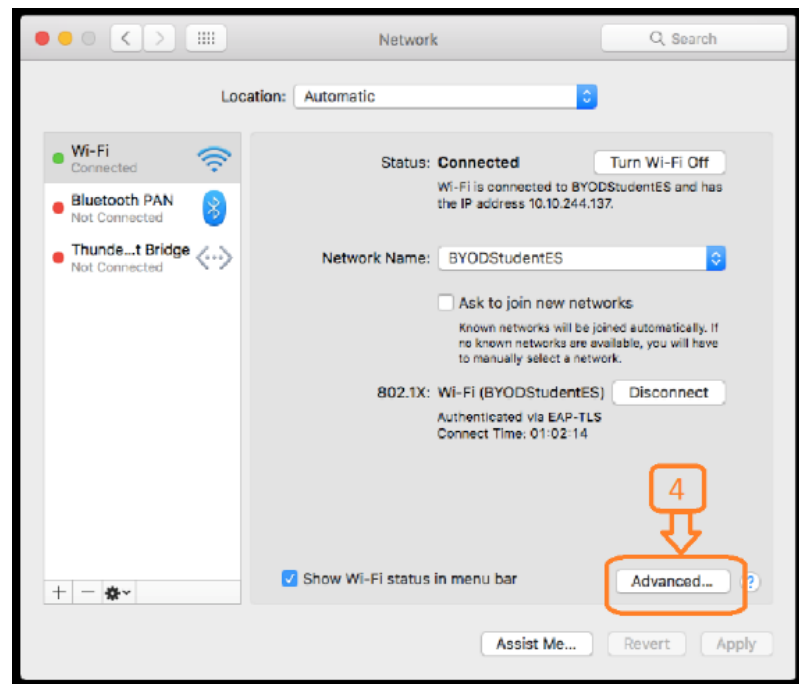 Network
Search
Location: Automatic
Wi-Fi
Connected
Bluetooth PAN
Not Connected
Thunde...t Bridge
Not Connected
Status: Connected Turn Wi-Fi Off
Wi-Fi is connected to BYODStudentES and has
the IP address 10.10.244.137.
Network Name: BYODStudentES
Ask to join new networks
Known networks will be joined automatically. If
no known networks are available, you will have
to manually select a network.
802.1X: Wi-Fi (BYODStudentES) Disconnect
Authenticated via EAP-TLS
Connect Time: 01:02:14
4
Show Wi-Fi status in menu bar Advanced... ?
Assist Me... Revert Apply